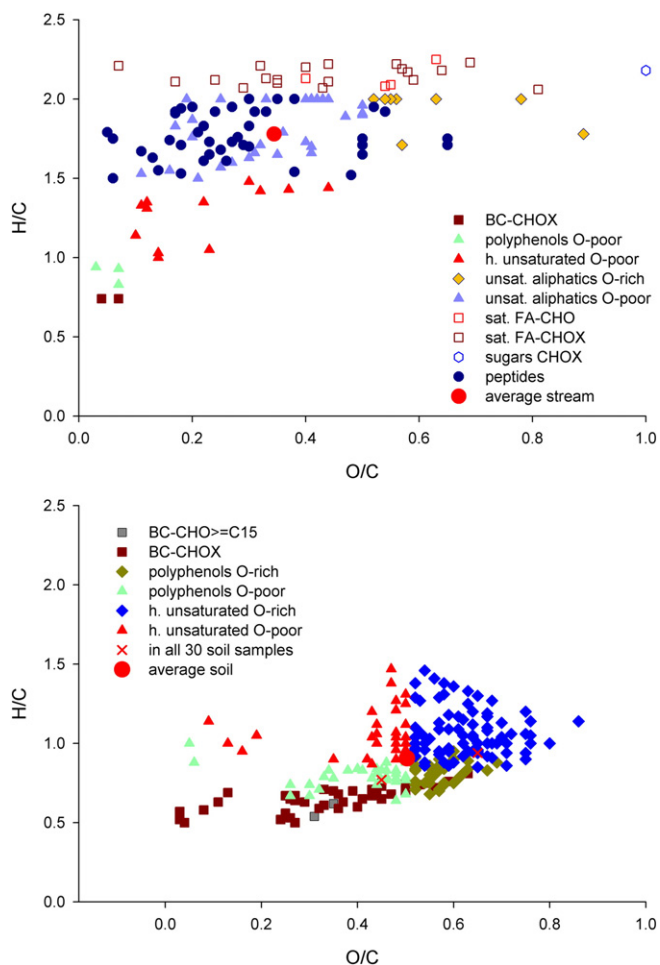 2.5
2.0
1.5
1.0
0.5
0.0
H/C
BC-CHOX
polyphenols O-poor
h. unsaturated O-poor
unsat. aliphatics O-rich
unsat. aliphatics O-poor
sat. FA-CHO
sat. FA-CHOX
sugars CHOX
peptides
average stream
0.0 0.2 0.4 0.6 0.8 1.0
O/C
2.5
2.0
1.5
1.0
0.5
0.0
H/C
BC-CHO>=C15
BC-CHOX
polyphenols O-rich
polyphenols O-poor
h. unsaturated O-rich
h. unsaturated O-poor
in all 30 soil samples
average soil
0.0 0.2 0.4 0.6 0.8 1.0
O/C